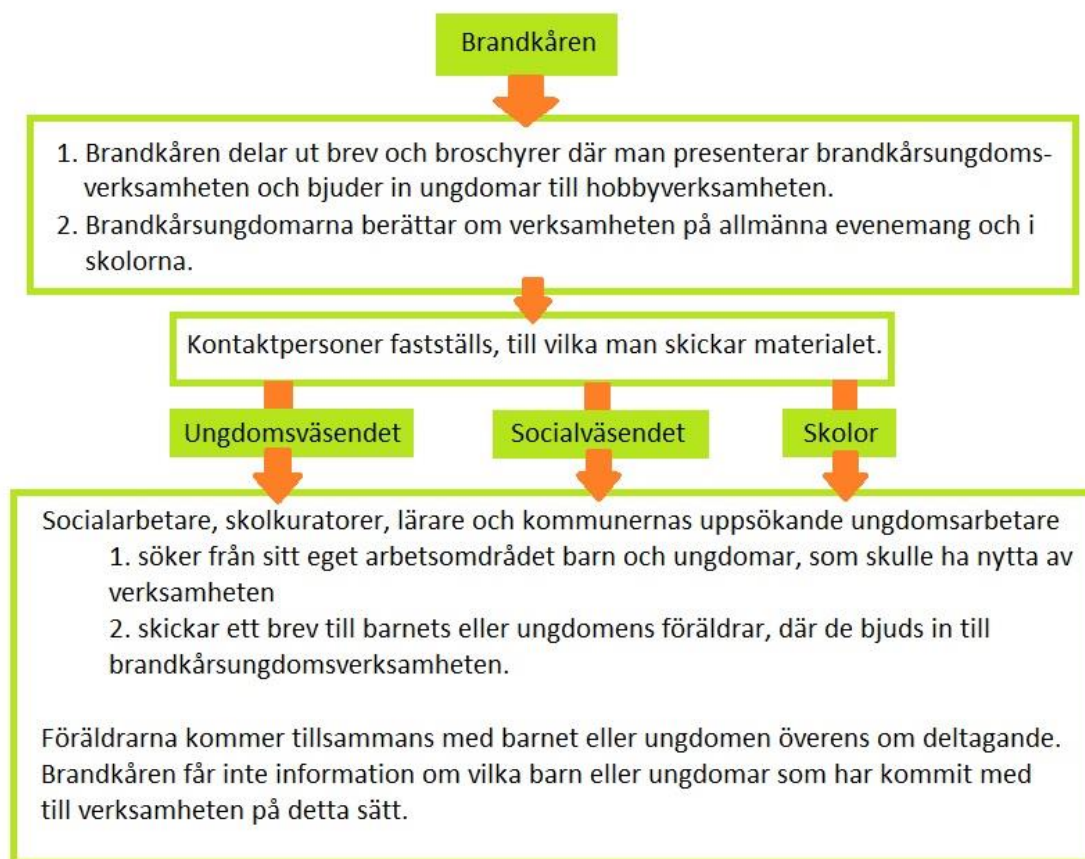 Brandkåren
1. Brandkåren delar ut brev och broschyrer där man presenterar brandkårsungdoms-
verksamheten och bjuder in ungdomar till hobbyverksamheten.
2. Brandkårsungdomarna berättar om verksamheten på allmänna evenemang och i
skolorna.
Kontaktpersoner fastställs, till vilka man skickar materialet.
Ungdomsväsendet Socialväsendet Skolor
Socialarbetare, skolkuratorer, lärare och kommunernas uppsökande ungdomsarbetare
1. söker från sitt eget arbetsområdet barn och ungdomar, som skulle ha nytta av
verksamheten
2. skickar ett brev till barnets eller ungdomens föräldrar, där de bjuds in till
brandkårsungdomsverksamheten.
Föräldrarna kommer tillsammans med barnet eller ungdomen överens om deltagande.
Brandkåren får inte information om vilka barn eller ungdomar som har kommit med
till verksamheten på detta sätt.